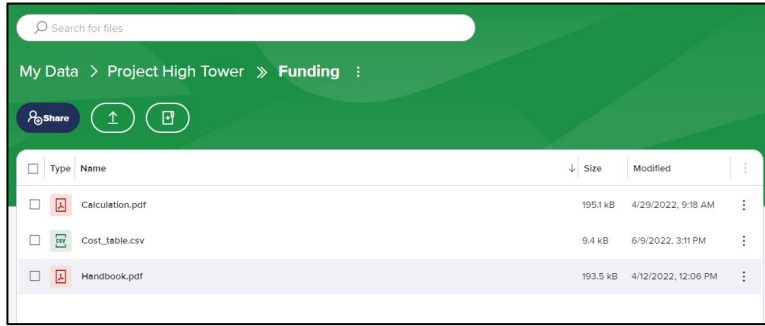 Search for files
My Data > Project High Tower » Funding
Share
Type Name Size Modified
Calculation.pdf 195.1 kB 4/29/2022, 9:18 AM
CSV Cost_table.csv 9.4 kB 6/9/2022, 3:11 PM
Handbook.pdf 193.5 kB 4/12/2022, 12:06 PM